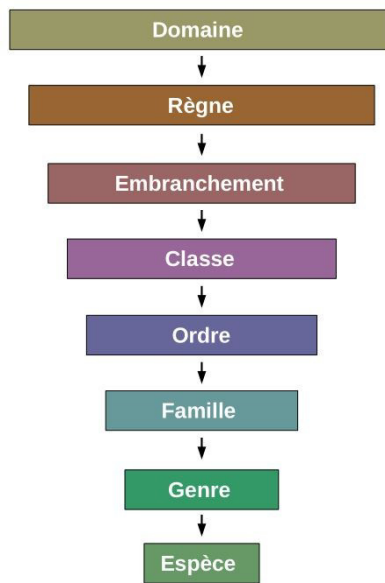 Domaine
Règne
Embranchement
Classe
Ordre
Famille
Genre
Espèce